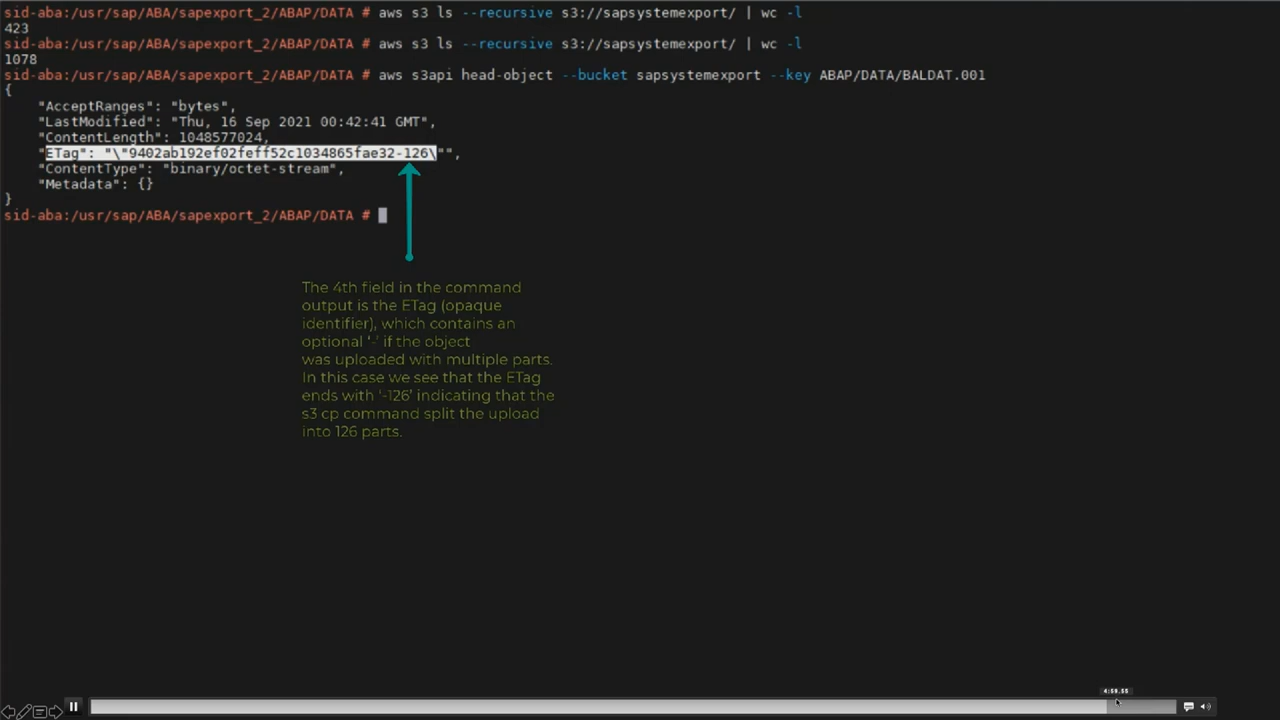 sid-aba:/usr/sap/ABA/sapexport_2/ABAP/DATA # aws s3 ls --recursive s3://sapsystemexport/ | wc -l
423
sid-aba:/usr/sap/ABA/sapexport_2/ABAP/DATA # aws s3 ls --recursive s3://sapsystemexport/ | wc -l
1078
sid-aba:/usr/sap/ABA/sapexport_2/ABAP/DATA # aws s3api head-object --bucket sapsystemexport --key ABAP/DATA/BALDAT.001
{
"AcceptRanges": "bytes",
"LastModified": "Thu, 16 Sep 2021 00:42:41 GMT",
"ContentLength": 1048577024,
"ETag": "\"9402ab192ef02feff52c1034865fae32-126\"",
"ContentType": "binary/octet-stream",
"Metadata": {}
}
sid-aba:/usr/sap/ABA/sapexport_2/ABAP/DATA #
The 4th field in the command
output is the ETag (opaque
identifier), which contains an
optional '-' if the object
was uploaded with multiple parts.
In this case we see that the ETag
ends with '-126' indicating that the
s3 cp command split the upload
into 126 parts.
4:58.55